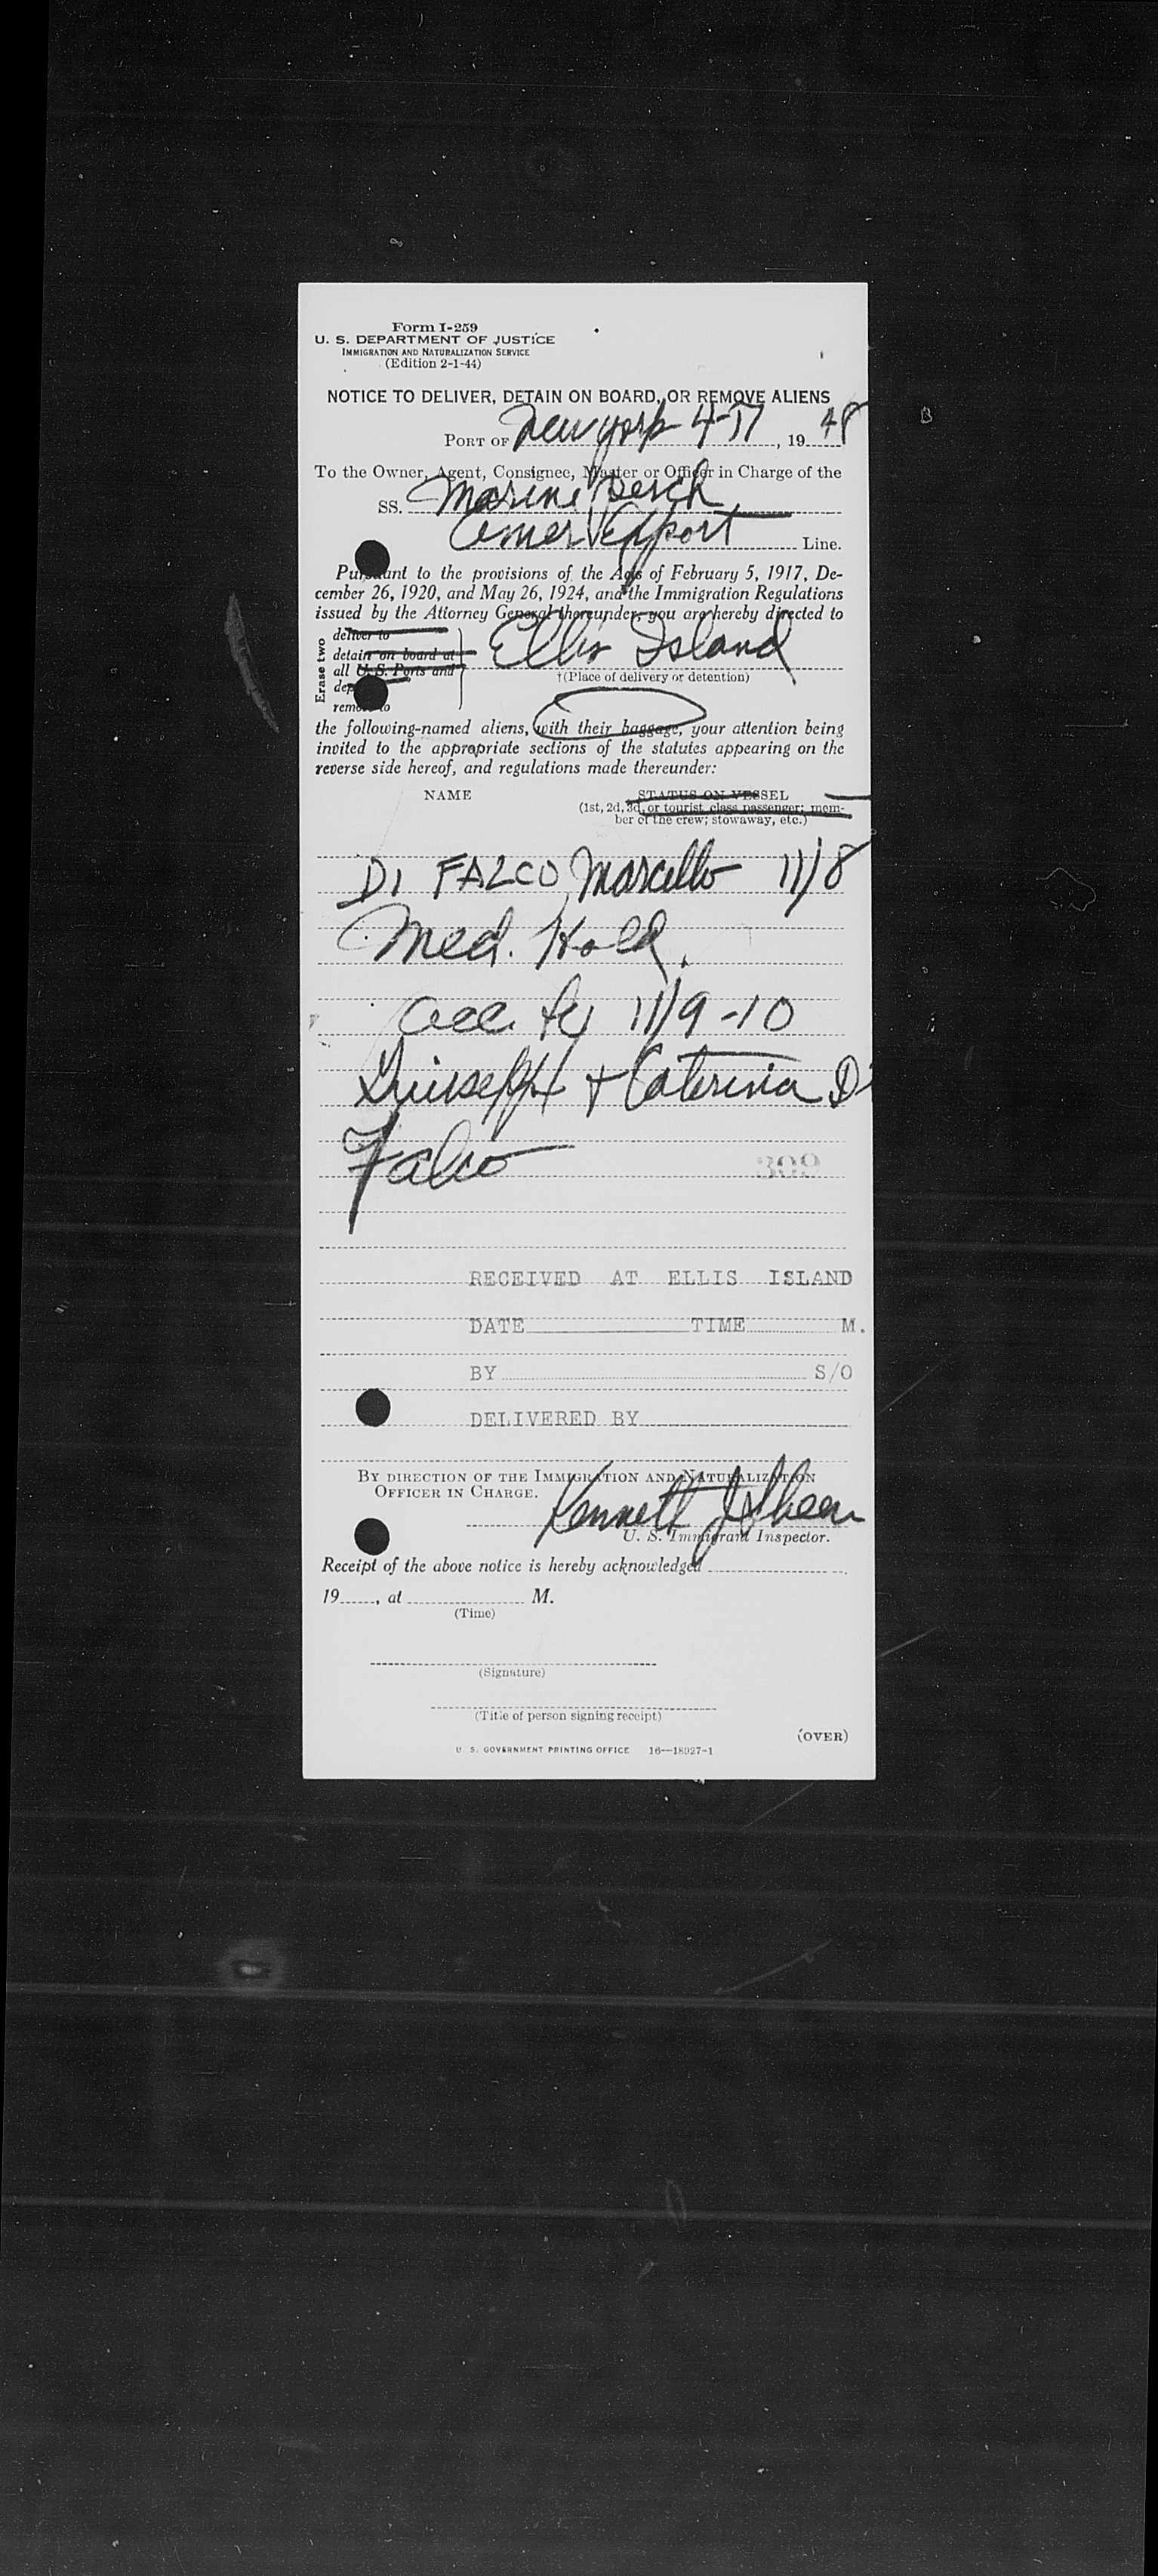 Form I-259
U. S. DEPARTMENT OF JUSTICE
IMMIGRATION AND NATURALIZATION SERVICE
(Edition 2-1-44)
NOTICE TO DELIVER, DETAIN ON BOARD, OR REMOVE ALIENS
PORT OF New York 4-17, 1948
To the Owner, Agent, Consignee, Master or Officer in Charge of the
SS. Marine Perch
Amer Export Line.
Pursuant to the provisions of the Acts of February 5, 1917, De-
cember 26, 1920, and May 26, 1924, and the Immigration Regulations
issued by the Attorney General thereunder, you are hereby directed to
Erase two
deliver to
detain on board at
all U. S. Ports and
remove to
Ellis Island
†(Place of delivery or detention)
the following-named aliens, with their baggage, your attention being
invited to the appropriate sections of the statutes appearing on the
reverse side hereof, and regulations made thereunder:
NAME STATUS ON VESSEL
(1st, 2d, 3d, or tourist class passenger; mem-
ber of the crew; stowaway, etc.)
DI FALCO, Marcello 11/8
Med. Hold.
acc. by 11/9-10
Giuseppe + Caterina Di
Falco
309
RECEIVED AT ELLIS ISLAND
DATE TIME M.
BY S/O
DELIVERED BY
BY DIRECTION OF THE IMMIGRATION AND NATURALIZATION
OFFICER IN CHARGE.
Kenneth J
U. S. Immigrant Inspector.
Receipt of the above notice is hereby acknowledged
19, at M.
(Time)
(Signature)
(Title of person signing receipt)
(OVER)
U. S. GOVERNMENT PRINTING OFFICE 16—18027-1